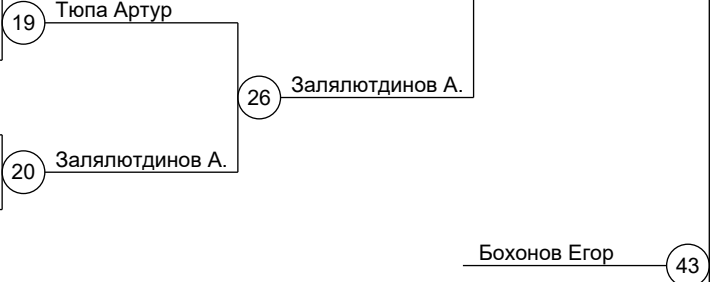 19 Тюпа Артур
26 Залялютдинов А.
20 Залялютдинов А.
Бохонов Егор 43